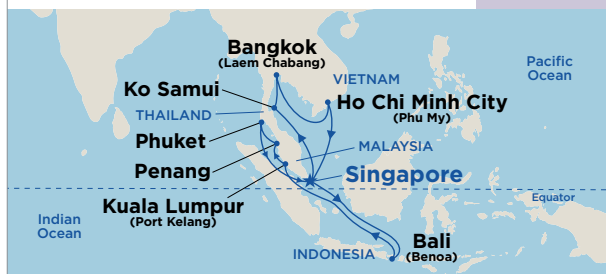 Bangkok
(Laem Chabang)
Pacific
Ocean
VIETNAM
Ko Samui
Ho Chi Minh City
(Phu My)
THAILAND
Phuket
MALAYSIA
Penang
Singapore
Kuala Lumpur
(Port Kelang)
Equator
Indian
Ocean
Bali
(Benoa)
INDONESIA